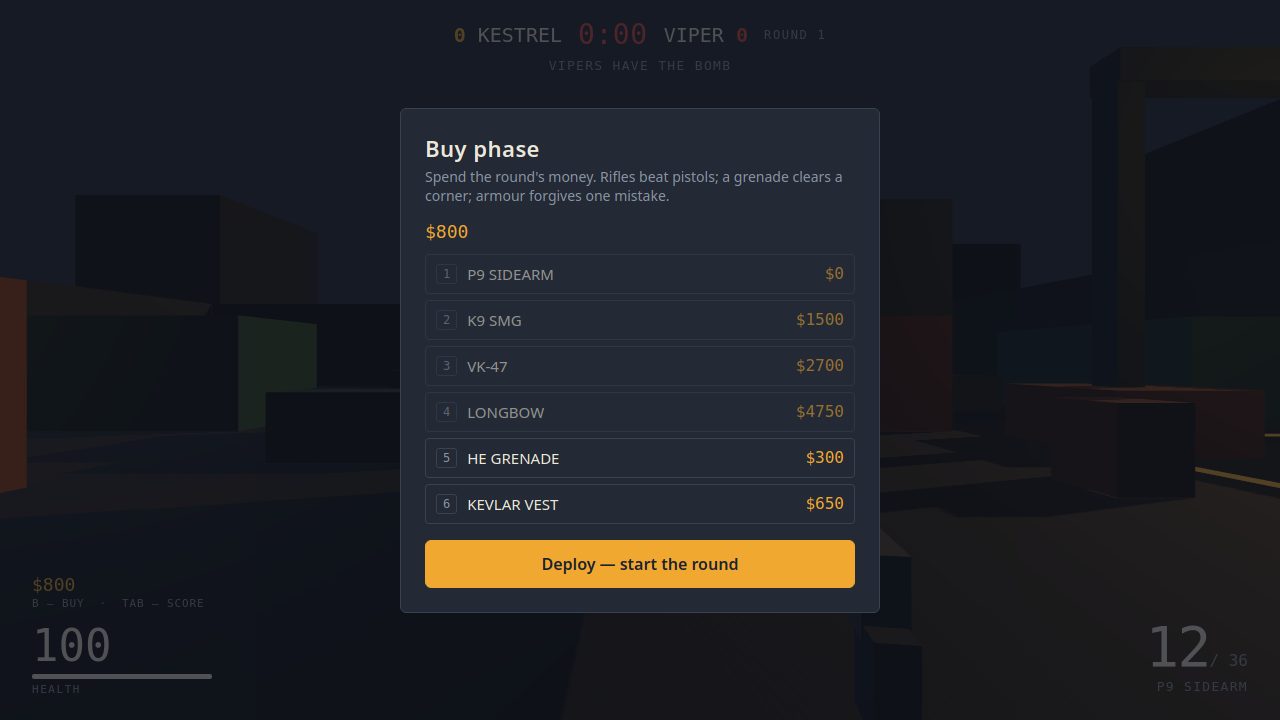 0 KESTREL 0:00 VIPER 0 ROUND 1
VIPERS HAVE THE BOMB
Buy phase
Spend the round's money. Rifles beat pistols; a grenade clears a
corner; armour forgives one mistake.
$800
1 P9 SIDEARM $0
2 K9 SMG $1500
3 VK-47 $2700
4 LONGBOW $4750
5 HE GRENADE $300
6 KEVLAR VEST $650
Deploy — start the round
$800
B — BUY · TAB — SCORE
100
HEALTH
12 / 36
P9 SIDEARM